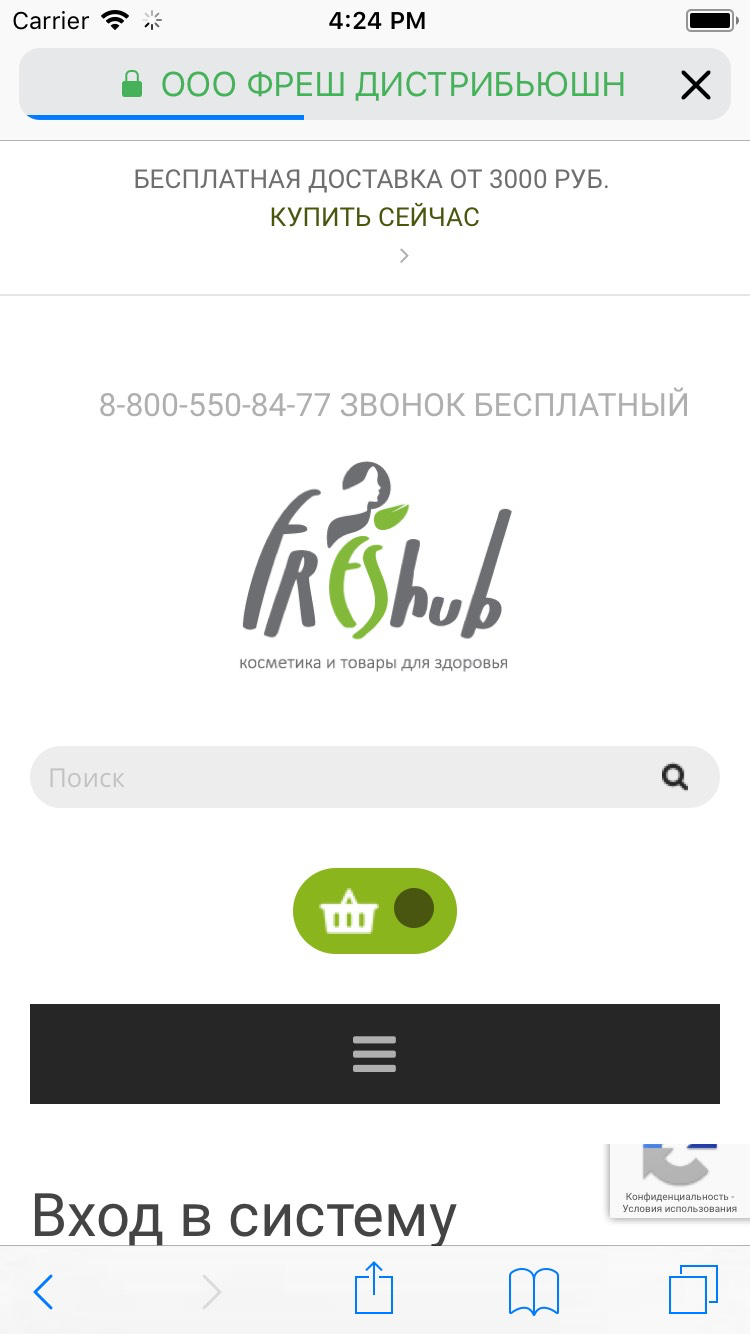 Carrier 4:24 PM
ООО ФРЕШ ДИСТРИБЬЮШН
БЕСПЛАТНАЯ ДОСТАВКА ОТ 3000 РУБ.
КУПИТЬ СЕЙЧАС
8-800-550-84-77 ЗВОНОК БЕСПЛАТНЫЙ
FREShub
косметика и товары для здоровья
Поиск
Конфиденциальность -
Условия использования
Вход в систему